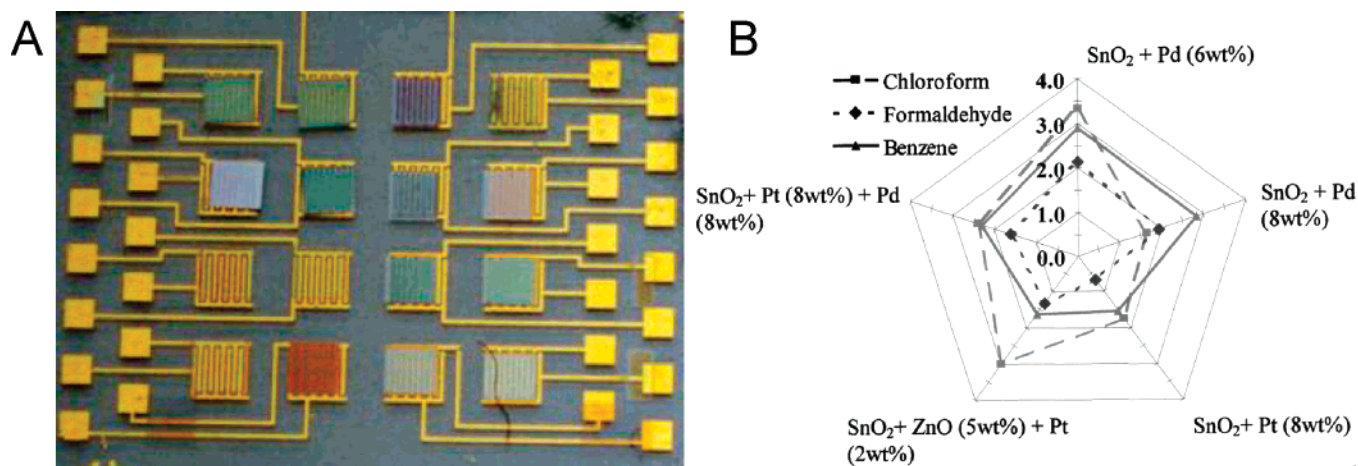 A
B
SnO₂ + Pd (6wt%)
Chloroform
Formaldehyde
Benzene
4.0
3.0
2.0
1.0
0.0
SnO₂ + Pd
(8wt%)
SnO₂+ Pt (8wt%) + Pd
(8wt%)
SnO₂+ ZnO (5wt%) + Pt
(2wt%)
SnO₂+ Pt (8wt%)